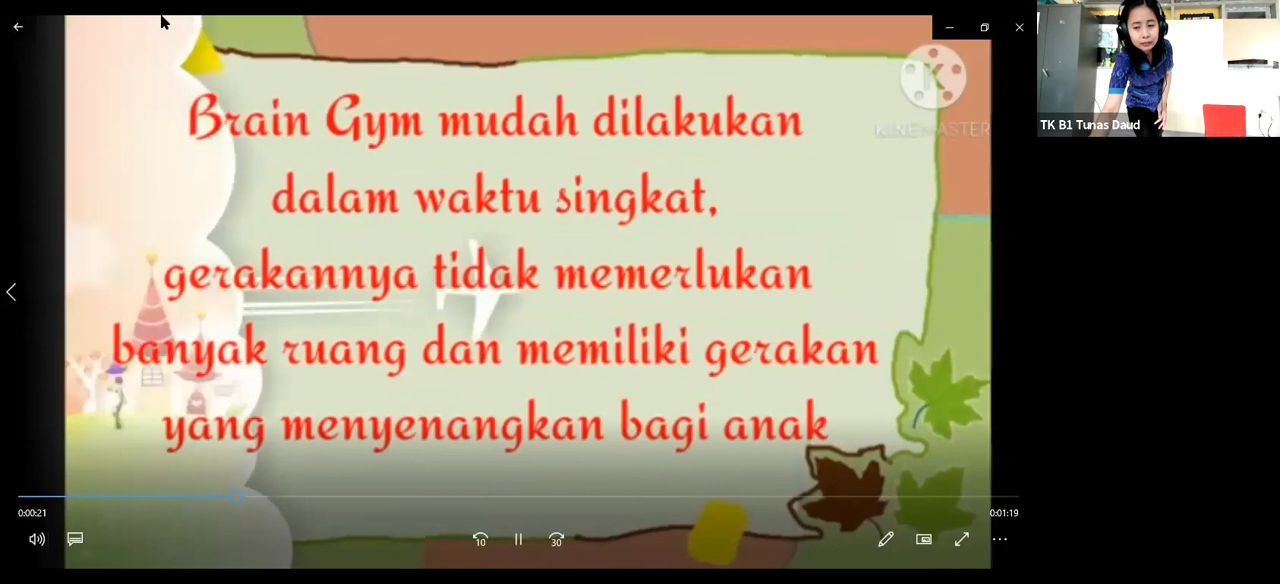 Brain Gym mudah dilakukan
dalam waktu singkat,
gerakannya tidak memerlukan
banyak ruang dan memiliki gerakan
yang menyenangkan bagi anak
K
KINEMASTER
TK B1 Tunas Daud
0:00:21
0:01:19
10
30